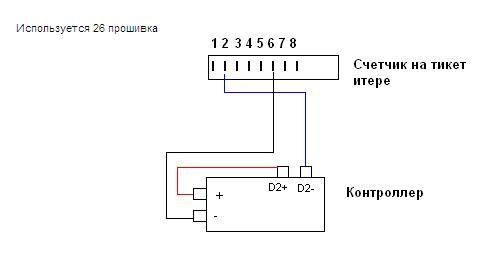 Используется 26 прошивка
1 2 3 4 5 6 7 8
Счетчик на тикет
итере
D2+ D2-
+
Контроллер
-